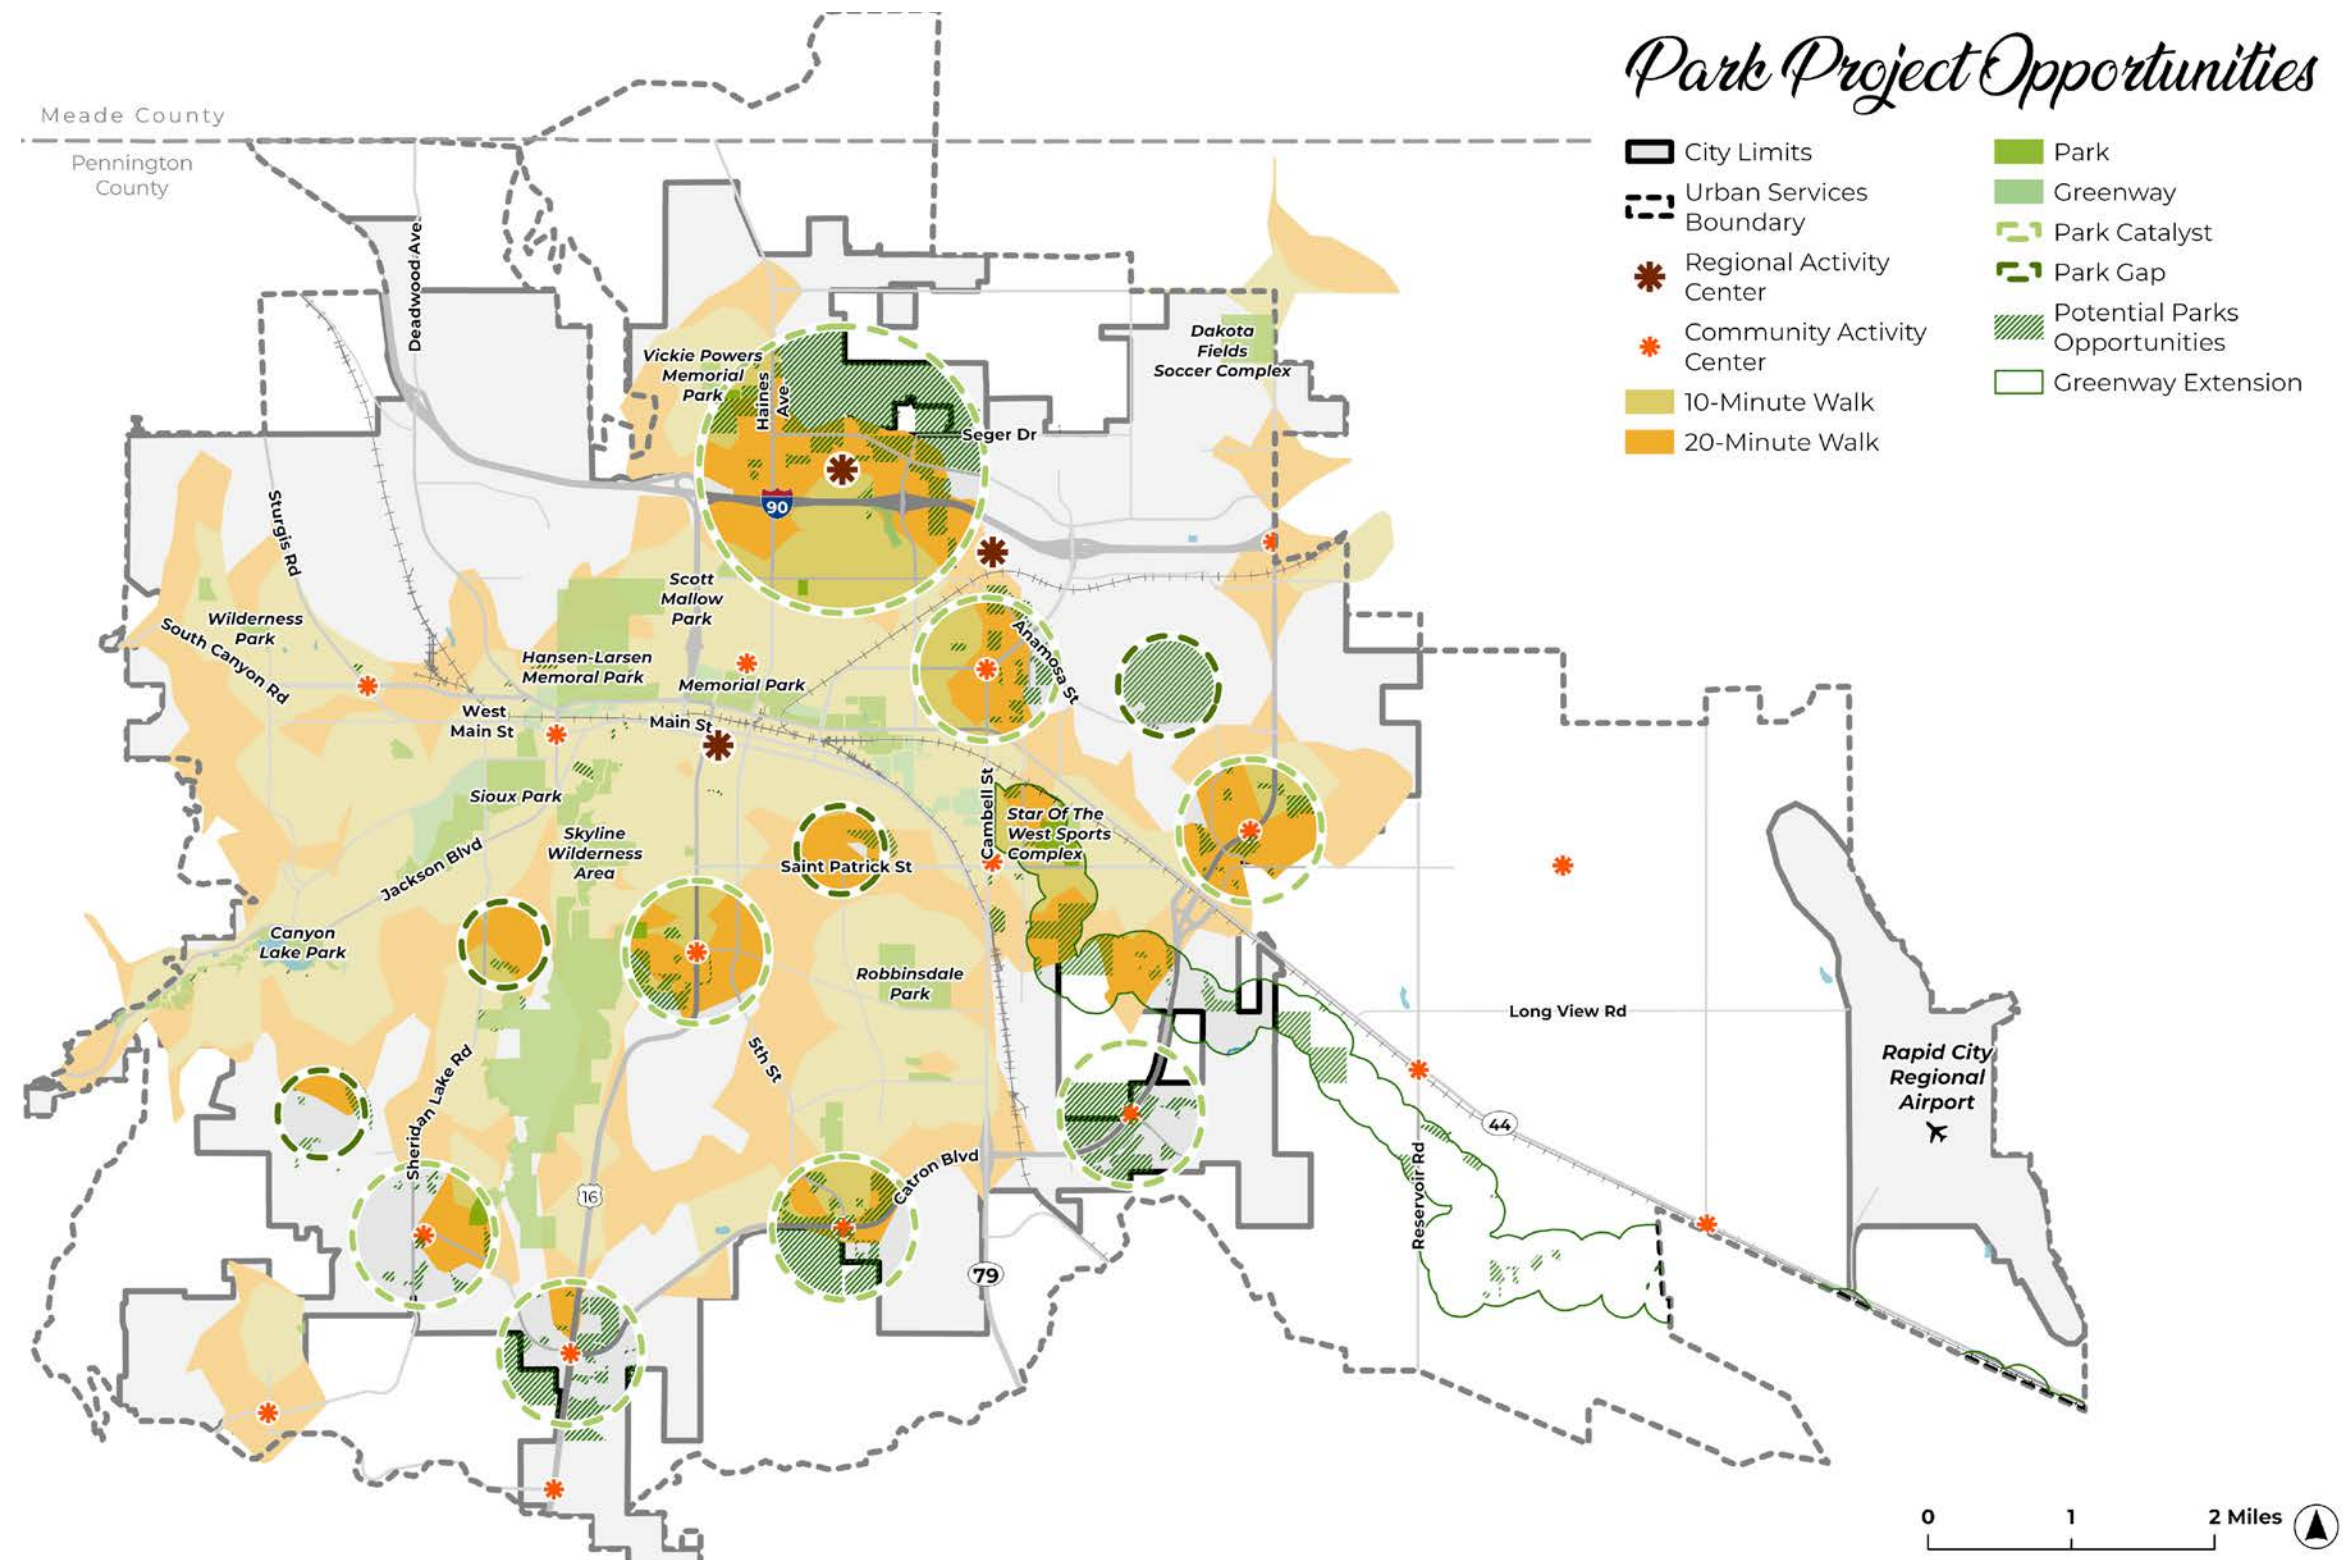 Park Project Opportunities
City Limits
Urban Services
Boundary
Regional Activity
Center
Community Activity
Center
10-Minute Walk
20-Minute Walk
Park
Greenway
Park Catalyst
Park Gap
Potential Parks
Opportunities
Greenway Extension
Meade County
Pennington
County
Deadwood Ave
Vickie Powers
Memorial
Park
Haines
Ave.
Dakota
Fields
Soccer Complex
Seger Dr
90
Sturgis Rd
Scott
Mallow
Park
Wilderness
Park
South Canyon Rd
Hansen-Larsen
Memoral Park
Memorial Park
Anamosa St
West
Main St
Main St
Sioux Park
Cambell St
Star Of The
West Sports
Complex
Skyline
Wilderness
Area
Jackson Blvd
Saint Patrick St
Canyon
Lake Park
Robbinsdale
Park
Long View Rd
Rapid City
Regional
Airport
5th St
Sheridan Lake Rd
44
Reservoir Rd
Catron Blvd
16
79
0 1 2 Miles